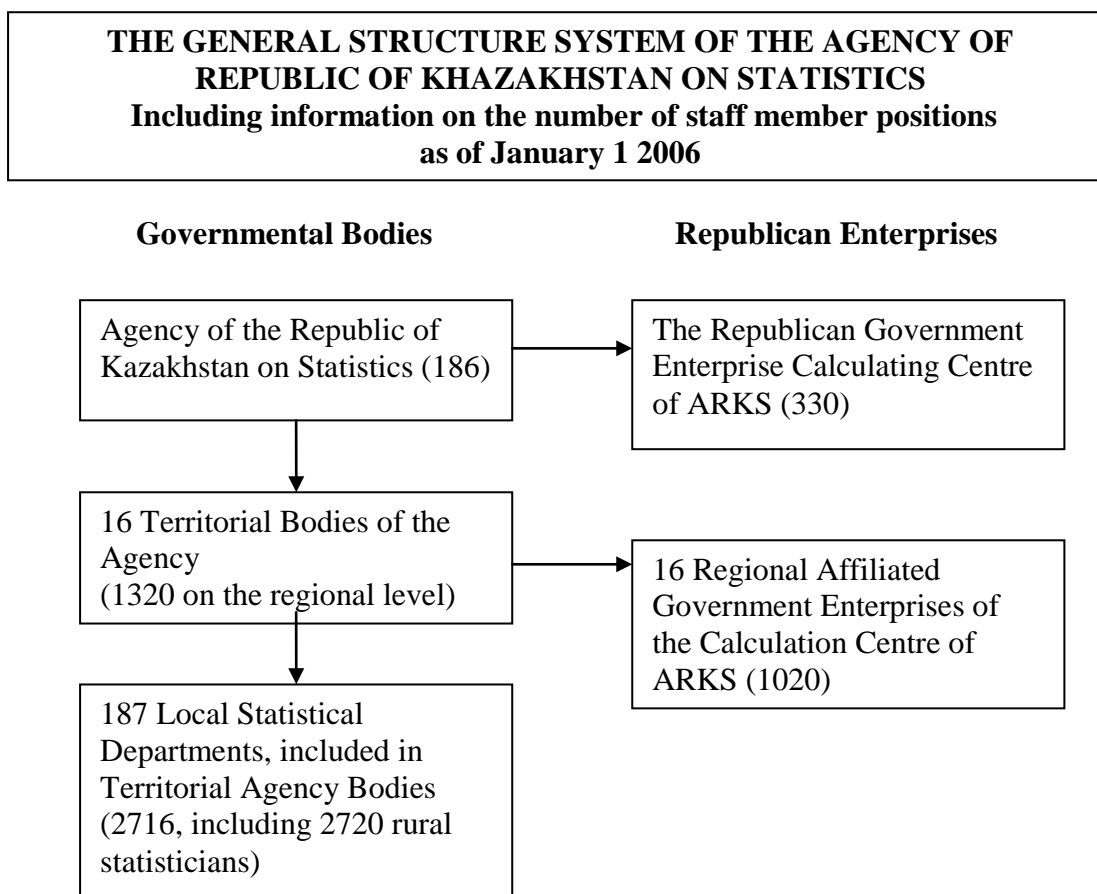 THE GENERAL STRUCTURE SYSTEM OF THE AGENCY OF
REPUBLIC OF KHAZAKHSTAN ON STATISTICS
Including information on the number of staff member positions
as of January 1 2006
Governmental Bodies
Republican Enterprises
Agency of the Republic of
Kazakhstan on Statistics (186)
The Republican Government
Enterprise Calculating Centre
of ARKS (330)
16 Territorial Bodies of the
Agency
(1320 on the regional level)
16 Regional Affiliated
Government Enterprises of
the Calculation Centre of
ARKS (1020)
187 Local Statistical
Departments, included in
Territorial Agency Bodies
(2716, including 2720 rural
statisticians)